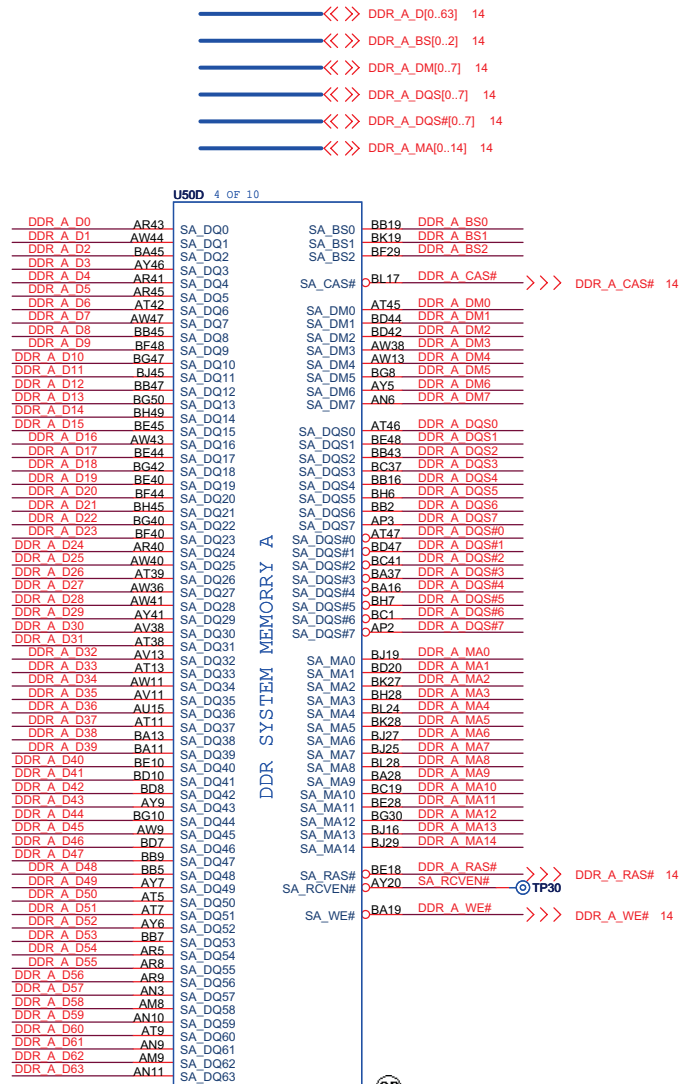 DDR_A_D[0..63] 14
DDR_A_BS[0..2] 14
DDR_A_DM[0..7] 14
DDR_A_DQS[0..7] 14
DDR_A_DQS#[0..7] 14
DDR_A_MA[0..14] 14
U50D 4 OF 10
DDR_A_D0 AR43 SA_DQ0 SA_BS0 BB19 DDR_A_BS0
DDR_A_D1 AW44 SA_DQ1 SA_BS1 BK19 DDR_A_BS1
DDR_A_D2 BA45 SA_DQ2 SA_BS2 BF29 DDR_A_BS2
DDR_A_D3 AY46 SA_DQ3
DDR_A_D4 AR41 SA_DQ4 SA_CAS# BL17 DDR_A_CAS# DDR_A_CAS# 14
DDR_A_D5 AR45 SA_DQ5
DDR_A_D6 AT42 SA_DQ6 SA_DM0 AT45 DDR_A_DM0
DDR_A_D7 AW47 SA_DQ7 SA_DM1 BD44 DDR_A_DM1
DDR_A_D8 BB45 SA_DQ8 SA_DM2 BD42 DDR_A_DM2
DDR_A_D9 BF48 SA_DQ9 SA_DM3 AW38 DDR_A_DM3
DDR_A_D10 BG47 SA_DQ10 SA_DM4 AW13 DDR_A_DM4
DDR_A_D11 BJ45 SA_DQ11 SA_DM5 BG8 DDR_A_DM5
DDR_A_D12 BB47 SA_DQ12 SA_DM6 AY5 DDR_A_DM6
DDR_A_D13 BG50 SA_DQ13 SA_DM7 AN6 DDR_A_DM7
DDR_A_D14 BH49 SA_DQ14
DDR_A_D15 BE45 SA_DQ15 SA_DQS0 AT46 DDR_A_DQS0
DDR_A_D16 AW43 SA_DQ16 SA_DQS1 BE48 DDR_A_DQS1
DDR_A_D17 BE44 SA_DQ17 SA_DQS2 BB43 DDR_A_DQS2
DDR_A_D18 BG42 SA_DQ18 SA_DQS3 BC37 DDR_A_DQS3
DDR_A_D19 BE40 SA_DQ19 SA_DQS4 BB16 DDR_A_DQS4
DDR_A_D20 BF44 SA_DQ20 SA_DQS5 BH6 DDR_A_DQS5
DDR_A_D21 BH45 SA_DQ21 SA_DQS6 BB2 DDR_A_DQS6
DDR_A_D22 BG40 SA_DQ22 SA_DQS7 AP3 DDR_A_DQS7
DDR_A_D23 BF40 SA_DQ23 SA_DQS#0 AT47 DDR_A_DQS#0
DDR_A_D24 AR40 SA_DQ24 SA_DQS#1 BD47 DDR_A_DQS#1
DDR_A_D25 AW40 SA_DQ25 SA_DQS#2 BC41 DDR_A_DQS#2
DDR_A_D26 AT39 SA_DQ26 SA_DQS#3 BA37 DDR_A_DQS#3
DDR_A_D27 AW36 SA_DQ27 SA_DQS#4 BA16 DDR_A_DQS#4
DDR_A_D28 AW41 SA_DQ28 SA_DQS#5 BH7 DDR_A_DQS#5
DDR_A_D29 AY41 SA_DQ29 SA_DQS#6 BC1 DDR_A_DQS#6
DDR_A_D30 AV38 SA_DQ30 SA_DQS#7 AP2 DDR_A_DQS#7
DDR_A_D31 AT38 SA_DQ31
DDR_A_D32 AV13 SA_DQ32 SA_MA0 BJ19 DDR_A_MA0
DDR_A_D33 AT13 SA_DQ33 SA_MA1 BD20 DDR_A_MA1
DDR_A_D34 AW11 SA_DQ34 SA_MA2 BK27 DDR_A_MA2
DDR_A_D35 AV11 SA_DQ35 SA_MA3 BH28 DDR_A_MA3
DDR_A_D36 AU15 SA_DQ36 SA_MA4 BL24 DDR_A_MA4
DDR_A_D37 AT11 SA_DQ37 SA_MA5 BK28 DDR_A_MA5
DDR_A_D38 BA13 SA_DQ38 SA_MA6 BJ27 DDR_A_MA6
DDR_A_D39 BA11 SA_DQ39 SA_MA7 BJ25 DDR_A_MA7
DDR_A_D40 BE10 SA_DQ40 SA_MA8 BL28 DDR_A_MA8
DDR_A_D41 BD10 SA_DQ41 SA_MA9 BA28 DDR_A_MA9
DDR_A_D42 BD8 SA_DQ42 SA_MA10 BC19 DDR_A_MA10
DDR_A_D43 AY9 SA_DQ43 SA_MA11 BE28 DDR_A_MA11
DDR_A_D44 BG10 SA_DQ44 SA_MA12 BG30 DDR_A_MA12
DDR_A_D45 AW9 SA_DQ45 SA_MA13 BJ16 DDR_A_MA13
DDR_A_D46 BD7 SA_DQ46 SA_MA14 BJ29 DDR_A_MA14
DDR_A_D47 BB9 SA_DQ47
DDR_A_D48 BB5 SA_DQ48 SA_RAS# BE18 DDR_A_RAS# DDR_A_RAS# 14
DDR_A_D49 AY7 SA_DQ49 SA_RCVEN# AY20 SA_RCVEN# TP30
DDR_A_D50 AT5 SA_DQ50
DDR_A_D51 AT7 SA_DQ51 SA_WE# BA19 DDR_A_WE# DDR_A_WE# 14
DDR_A_D52 AY6 SA_DQ52
DDR_A_D53 BB7 SA_DQ53
DDR_A_D54 AR5 SA_DQ54
DDR_A_D55 AR8 SA_DQ55
DDR_A_D56 AR9 SA_DQ56
DDR_A_D57 AN3 SA_DQ57
DDR_A_D58 AM8 SA_DQ58
DDR_A_D59 AN10 SA_DQ59
DDR_A_D60 AT9 SA_DQ60
DDR_A_D61 AN9 SA_DQ61
DDR_A_D62 AM9 SA_DQ62
DDR_A_D63 AN11 SA_DQ63
DDR SYSTEM MEMORRY A